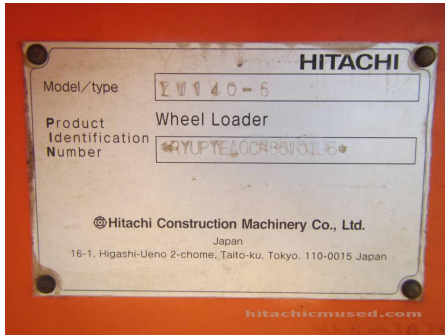 HITACHI
Model/type ZW140-6
Product Wheel Loader
Identification
Number
®Hitachi Construction Machinery Co., Ltd.
Japan
16-1, Higashi-Ueno 2-chome, Taito-ku, Tokyo, 110-0015 Japan
hitachicmused.com